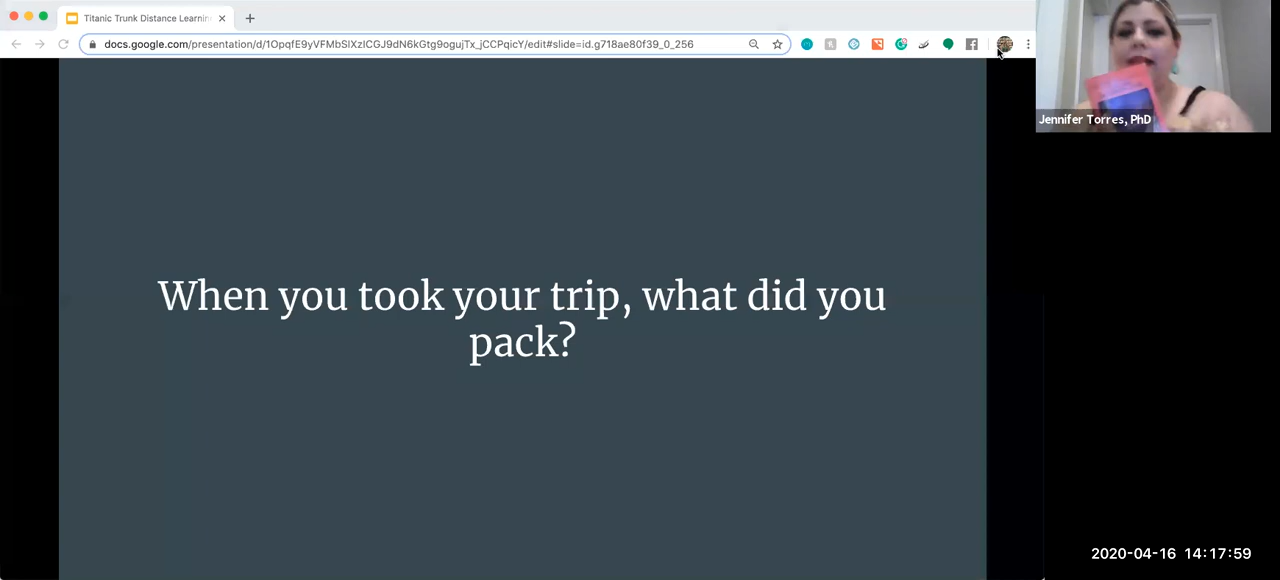 Titanic Trunk Distance Learnin
docs.google.com/presentation/d/1OpqfE9yVFMbSlXzlCGJ9dN6kGtg9ogujTx_jCCPqicY/edit#slide=id.g718ae80f39_0_256
Jennifer Torres, PhD
When you took your trip, what did you
pack?
2020-04-16 14:17:59